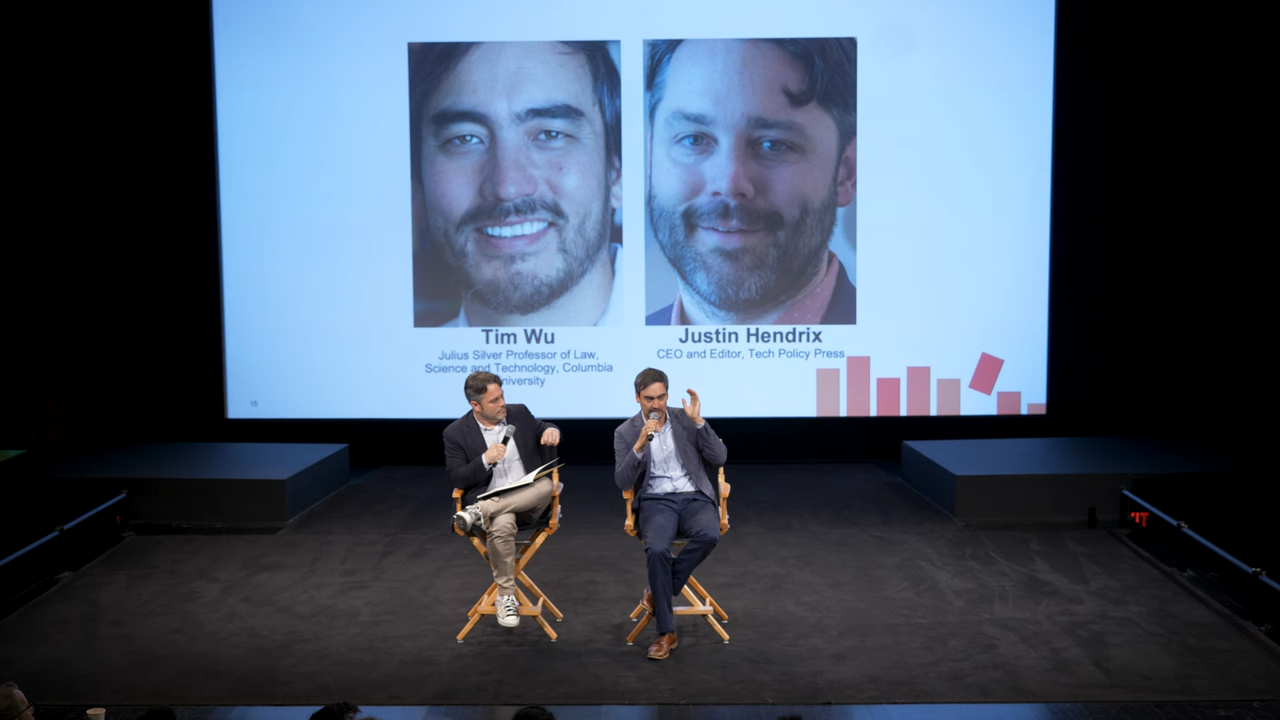 Tim Wu
Julius Silver Professor of Law,
Science and Technology, Columbia
University
Justin Hendrix
CEO and Editor, Tech Policy Press
15